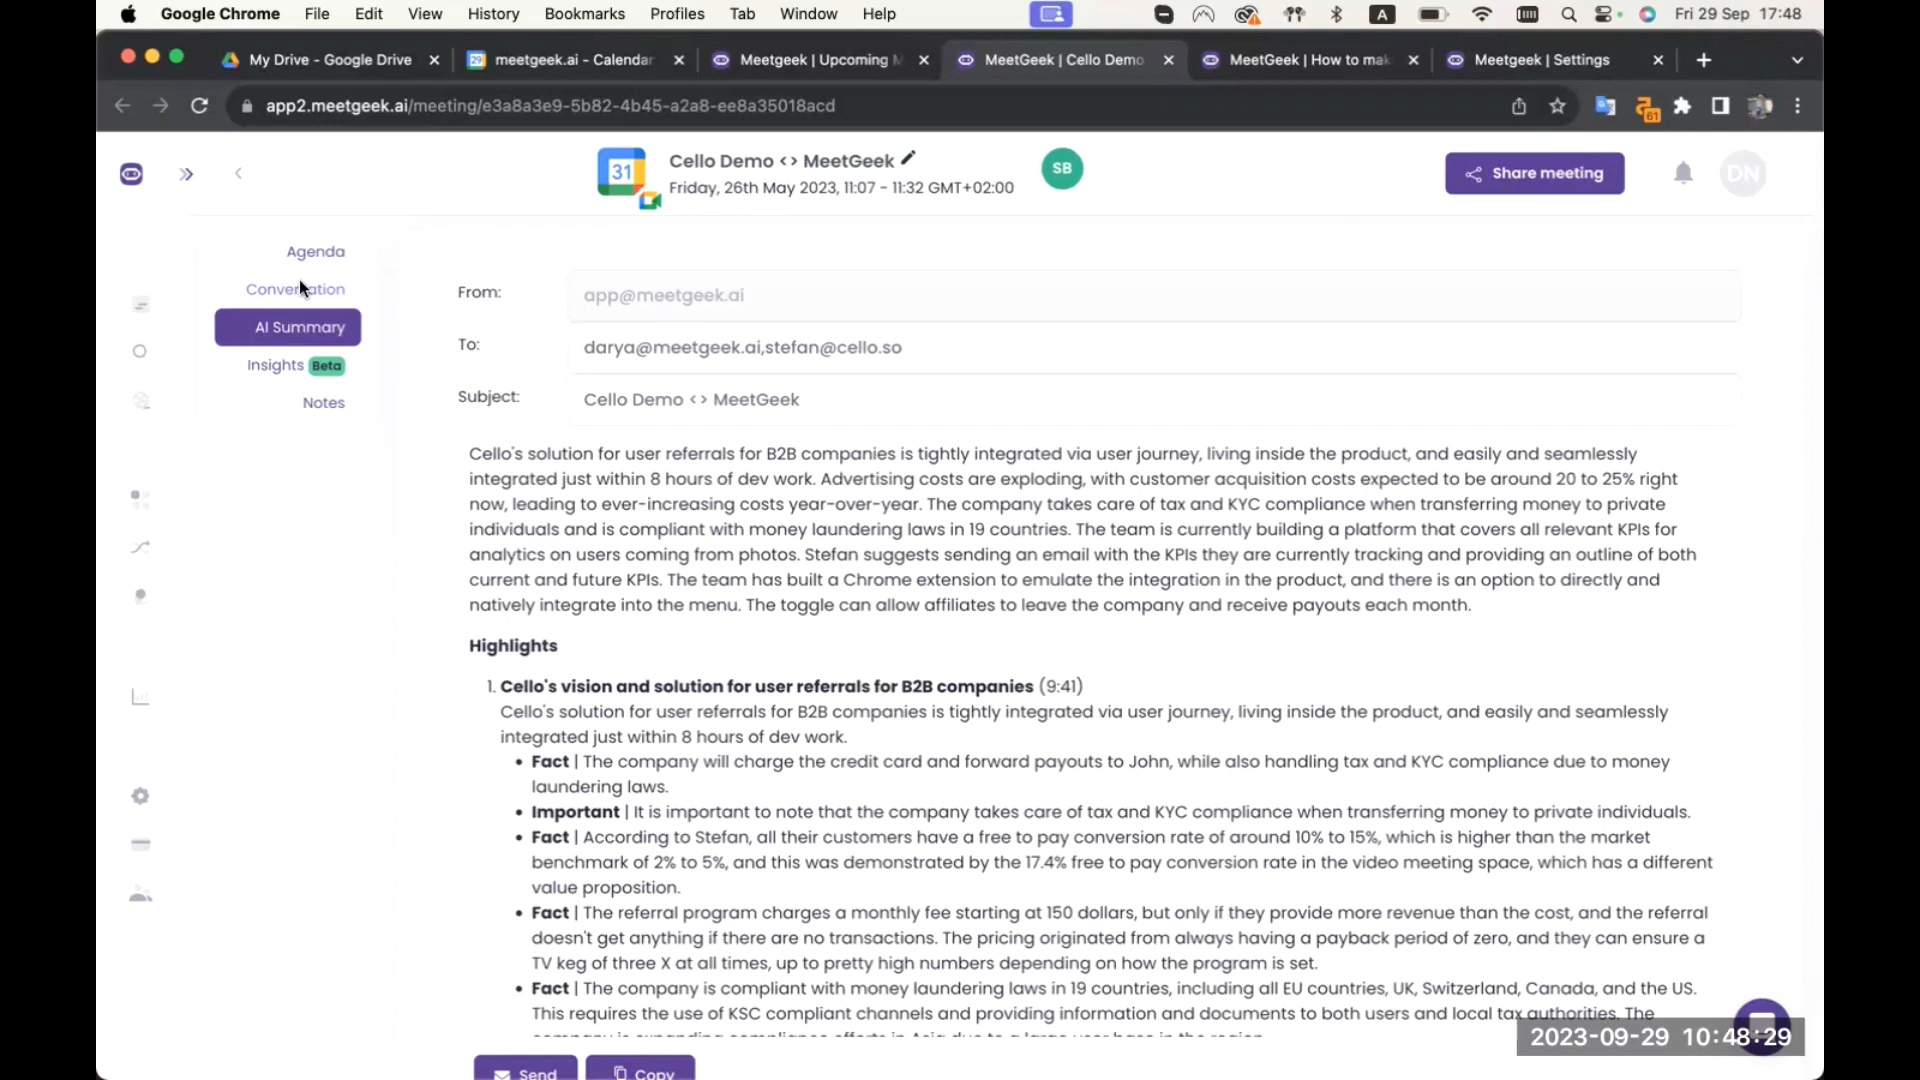 Google Chrome File Edit View History Bookmarks Profiles Tab Window Help A Fri 29 Sep 17:48
My Drive - Google Drive 29 meetgeek.ai - Calendar Meetgeek | Upcoming M MeetGeek | Cello Demo MeetGeek | How to mak Meetgeek | Settings
app2.meetgeek.ai/meeting/e3a8a3e9-5b82-4b45-a2a8-ee8a35018acd 61
31 Cello Demo <> MeetGeek SB Share meeting DN
Friday, 26th May 2023, 11:07 - 11:32 GMT+02:00
Agenda
Conversation
AI Summary
Insights Beta
Notes
From: app@meetgeek.ai
To: darya@meetgeek.ai,stefan@cello.so
Subject: Cello Demo <> MeetGeek
Cello's solution for user referrals for B2B companies is tightly integrated via user journey, living inside the product, and easily and seamlessly
integrated just within 8 hours of dev work. Advertising costs are exploding, with customer acquisition costs expected to be around 20 to 25% right
now, leading to ever-increasing costs year-over-year. The company takes care of tax and KYC compliance when transferring money to private
individuals and is compliant with money laundering laws in 19 countries. The team is currently building a platform that covers all relevant KPIs for
analytics on users coming from photos. Stefan suggests sending an email with the KPIs they are currently tracking and providing an outline of both
current and future KPIs. The team has built a Chrome extension to emulate the integration in the product, and there is an option to directly and
natively integrate into the menu. The toggle can allow affiliates to leave the company and receive payouts each month.
Highlights
1. Cello's vision and solution for user referrals for B2B companies (9:41)
Cello's solution for user referrals for B2B companies is tightly integrated via user journey, living inside the product, and easily and seamlessly
integrated just within 8 hours of dev work.
• Fact | The company will charge the credit card and forward payouts to John, while also handling tax and KYC compliance due to money
laundering laws.
• Important | It is important to note that the company takes care of tax and KYC compliance when transferring money to private individuals.
• Fact | According to Stefan, all their customers have a free to pay conversion rate of around 10% to 15%, which is higher than the market
benchmark of 2% to 5%, and this was demonstrated by the 17.4% free to pay conversion rate in the video meeting space, which has a different
value proposition.
• Fact | The referral program charges a monthly fee starting at 150 dollars, but only if they provide more revenue than the cost, and the referral
doesn't get anything if there are no transactions. The pricing originated from always having a payback period of zero, and they can ensure a
TV keg of three X at all times, up to pretty high numbers depending on how the program is set.
• Fact | The company is compliant with money laundering laws in 19 countries, including all EU countries, UK, Switzerland, Canada, and the US.
This requires the use of KSC compliant channels and providing information and documents to both users and local tax authorities. The
company is expanding compliance efforts in Asia due to a large user base in the region.
Send Copy
2023-09-29 10:48:29